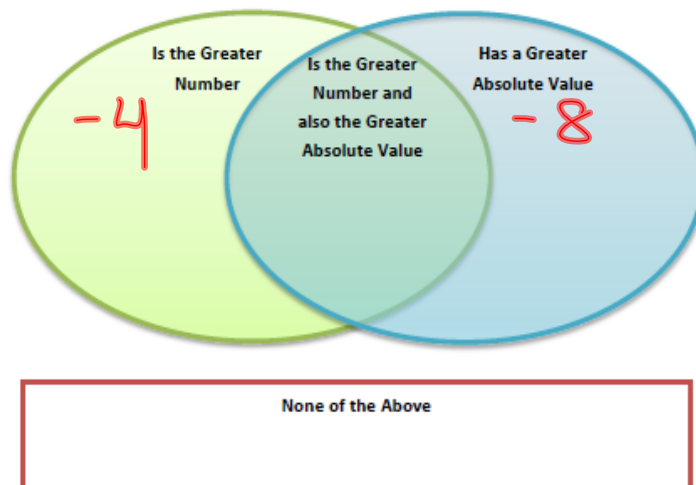 Is the Greater
Number
-4
Is the Greater
Number and
also the Greater
Absolute Value
Has a Greater
Absolute Value
-8
None of the Above